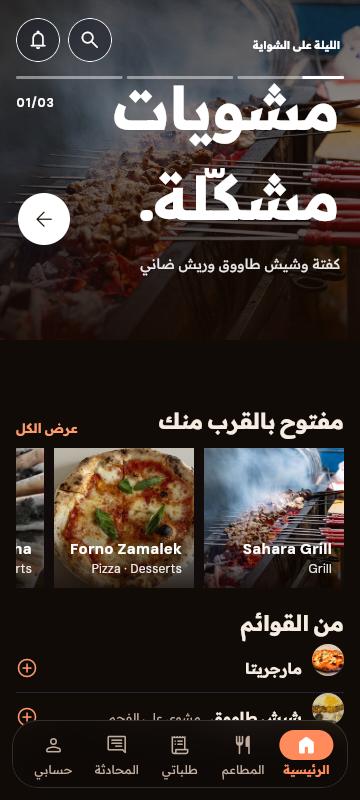 الليلة على الشواية
01/03
مشويات
مشكّلة.
كفتة وشيش طاووق وريش ضاني
مفتوح بالقرب منك
عرض الكل
Sahara Grill
Grill
Forno Zamalek
Pizza · Desserts
من القوائم
مارجريتا
شيش طاووق
الرئيسية
المطاعم
طلباتي
المحادثة
حسابي